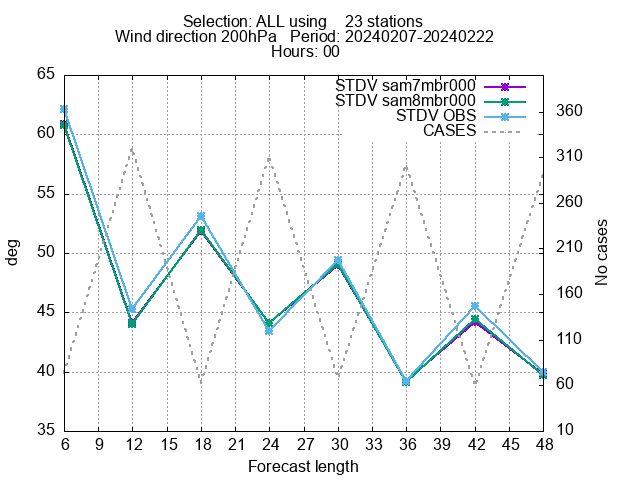 Selection: ALL using 23 stations
Wind direction 200hPa Period: 20240207-20240222
Hours: 00
STDV sam7mbr000
STDV sam8mbr000
STDV OBS
CASES
65
60
55
50
45
40
35
deg
360
310
260
210
160
110
60
10
No cases
6 9 12 15 18 21 24 27 30 33 36 39 42 45 48
Forecast length